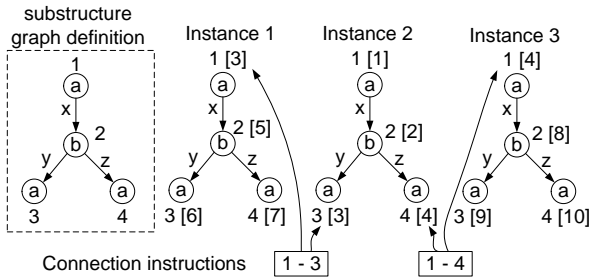 substructure
graph definition
Instance 1
Instance 2
Instance 3
1
1 [3]
1 [1]
1 [4]
a
a
a
a
x
x
x
x
b
2
b
2 [5]
b
2 [2]
b
2 [8]
y
z
y
z
y
z
y
z
a
a
a
a
a
a
a
a
3
4
3 [6]
4 [7]
3 [3]
4 [4]
3 [9]
4 [10]
Connection instructions
1 - 3
1 - 4